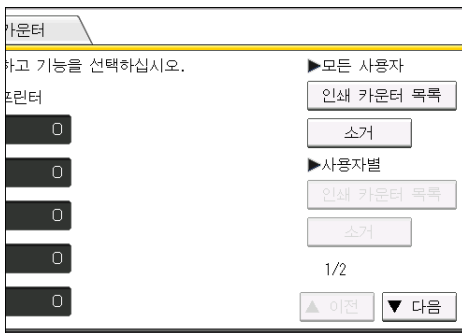 카운터
하고 기능을 선택하십시오.
프린터
0
0
0
0
0
▶모든 사용자
인쇄 카운터 목록
소거
▶사용자별
인쇄 카운터 목록
소거
1/2
▲ 이전
▼ 다음